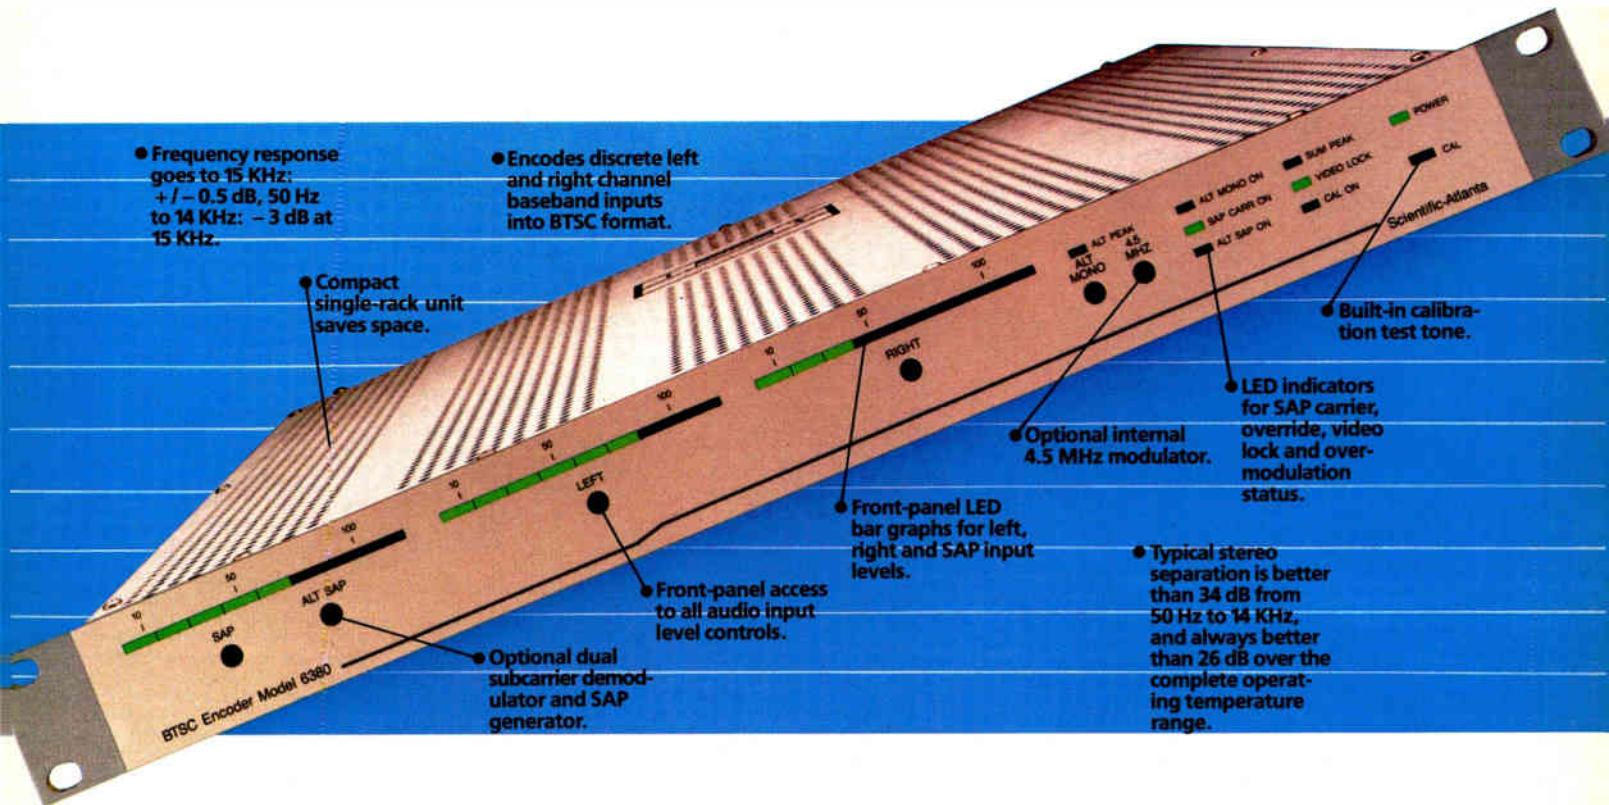 ● Frequency response
goes to 15 KHz:
+/− 0.5 dB, 50 Hz
to 14 KHz: − 3 dB at
15 KHz.
● Encodes discrete left
and right channel
baseband inputs
into BTSC format.
● Compact
single-rack unit
saves space.
POWER
CAL
SUM PEAK
VIDEO LOCK
CAL ON
ALT MONO ON
SAP CARR ON
ALT SAP ON
Scientific-Atlanta
ALT PEAK
ALT
MONO
4.5
MHZ
10 50 100
RIGHT
10 50 100
LEFT
10 50 100
SAP
ALT SAP
BTSC Encoder Model 6380
● Built-in calibra-
tion test tone.
● LED indicators
for SAP carrier,
override, video
lock and over-
modulation
status.
● Optional internal
4.5 MHz modulator.
● Front-panel LED
bar graphs for left,
right and SAP input
levels.
● Front-panel access
to all audio input
level controls.
● Optional dual
subcarrier demod-
ulator and SAP
generator.
● Typical stereo
separation is better
than 34 dB from
50 Hz to 14 KHz,
and always better
than 26 dB over the
complete operat-
ing temperature
range.